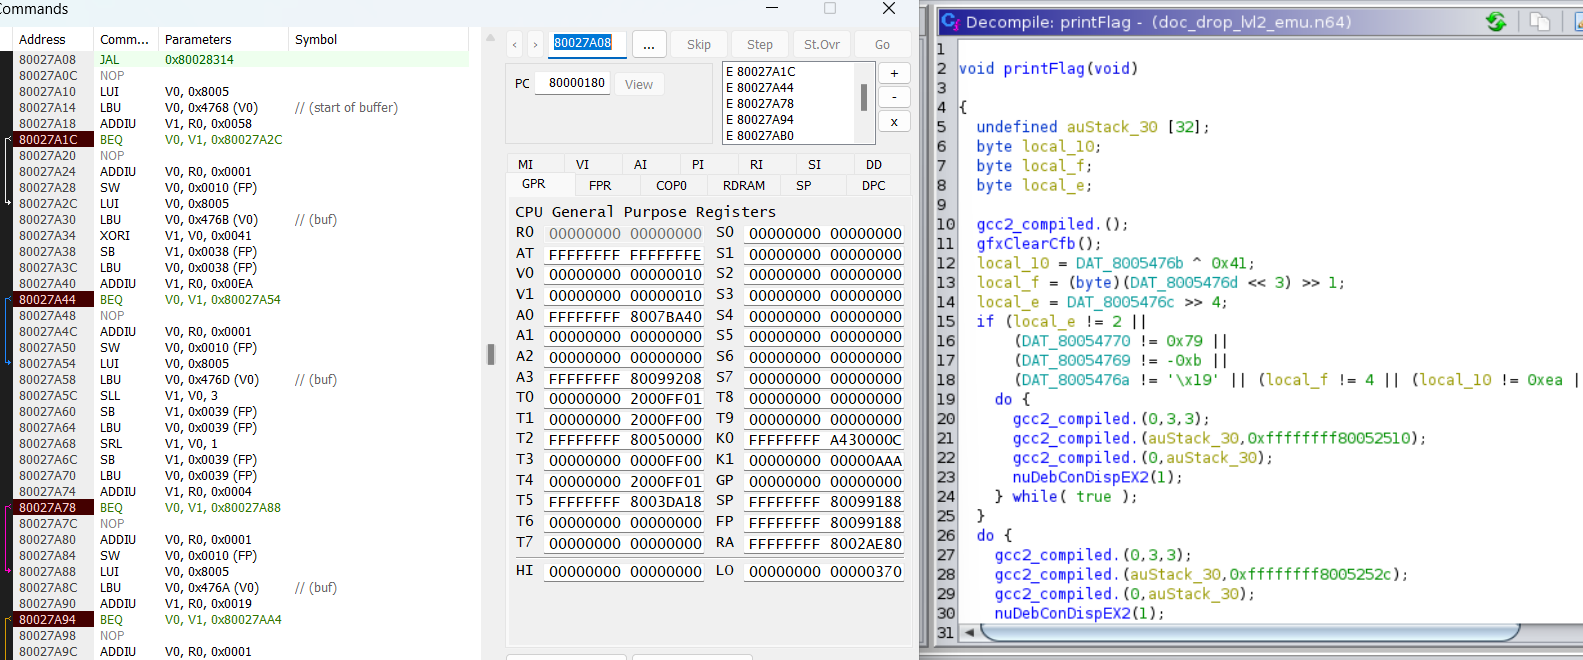 Commands
Address Comm... Parameters Symbol
80027A08 JAL 0x80028314
80027A0C NOP
80027A10 LUI V0, 0x8005
80027A14 LBU V0, 0x4768 (V0) // (start of buffer)
80027A18 ADDIU V1, R0, 0x0058
80027A1C BEQ V0, V1, 0x80027A2C
80027A20 NOP
80027A24 ADDIU V0, R0, 0x0001
80027A28 SW V0, 0x0010 (FP)
80027A2C LUI V0, 0x8005
80027A30 LBU V0, 0x476B (V0) // (buf)
80027A34 XORI V1, V0, 0x0041
80027A38 SB V1, 0x0038 (FP)
80027A3C LBU V0, 0x0038 (FP)
80027A40 ADDIU V1, R0, 0x00EA
80027A44 BEQ V0, V1, 0x80027A54
80027A48 NOP
80027A4C ADDIU V0, R0, 0x0001
80027A50 SW V0, 0x0010 (FP)
80027A54 LUI V0, 0x8005
80027A58 LBU V0, 0x476D (V0) // (buf)
80027A5C SLL V1, V0, 3
80027A60 SB V1, 0x0039 (FP)
80027A64 LBU V0, 0x0039 (FP)
80027A68 SRL V1, V0, 1
80027A6C SB V1, 0x0039 (FP)
80027A70 LBU V0, 0x0039 (FP)
80027A74 ADDIU V1, R0, 0x0004
80027A78 BEQ V0, V1, 0x80027A88
80027A7C NOP
80027A80 ADDIU V0, R0, 0x0001
80027A84 SW V0, 0x0010 (FP)
80027A88 LUI V0, 0x8005
80027A8C LBU V0, 0x476A (V0) // (buf)
80027A90 ADDIU V1, R0, 0x0019
80027A94 BEQ V0, V1, 0x80027AA4
80027A98 NOP
80027A9C ADDIU V0, R0, 0x0001
< > 80027A08 ... Skip Step St.Ovr Go
PC 80000180 View
E 80027A1C
E 80027A44
E 80027A78
E 80027A94
E 80027AB0
+
-
x
MI VI AI PI RI SI DD
GPR FPR COP0 RDRAM SP DPC
CPU General Purpose Registers
R0 00000000 00000000 S0 00000000 00000000
AT FFFFFFFF FFFFFFFE S1 00000000 00000000
V0 00000000 00000010 S2 00000000 00000000
V1 00000000 00000010 S3 00000000 00000000
A0 FFFFFFFF 8007BA40 S4 00000000 00000000
A1 00000000 00000000 S5 00000000 00000000
A2 00000000 00000000 S6 00000000 00000000
A3 FFFFFFFF 80099208 S7 00000000 00000000
T0 00000000 2000FF01 T8 00000000 00000000
T1 00000000 2000FF00 T9 00000000 00000000
T2 FFFFFFFF 80050000 K0 FFFFFFFF A430000C
T3 00000000 0000FF00 K1 00000000 00000AAA
T4 00000000 2000FF01 GP 00000000 00000000
T5 FFFFFFFF 8003DA18 SP FFFFFFFF 80099188
T6 00000000 00000000 FP FFFFFFFF 80099188
T7 00000000 00000000 RA FFFFFFFF 8002AE80
HI 00000000 00000000 LO 00000000 00000370
Decompile: printFlag - (doc_drop_lvl2_emu.n64)
1
2 void printFlag(void)
3
4 {
5 undefined auStack_30 [32];
6 byte local_10;
7 byte local_f;
8 byte local_e;
9
10 gcc2_compiled.();
11 gfxClearCfb();
12 local_10 = DAT_8005476b ^ 0x41;
13 local_f = (byte)(DAT_8005476d << 3) >> 1;
14 local_e = DAT_8005476c >> 4;
15 if (local_e != 2 ||
16 (DAT_80054770 != 0x79 ||
17 (DAT_80054769 != -0xb ||
18 (DAT_8005476a != '\x19' || (local_f != 4 || (local_10 != 0xea |
19 do {
20 gcc2_compiled.(0,3,3);
21 gcc2_compiled.(auStack_30,0xffffffff80052510);
22 gcc2_compiled.(0,auStack_30);
23 nuDebConDispEX2(1);
24 } while( true );
25 }
26 do {
27 gcc2_compiled.(0,3,3);
28 gcc2_compiled.(auStack_30,0xffffffff8005252c);
29 gcc2_compiled.(0,auStack_30);
30 nuDebConDispEX2(1);
31